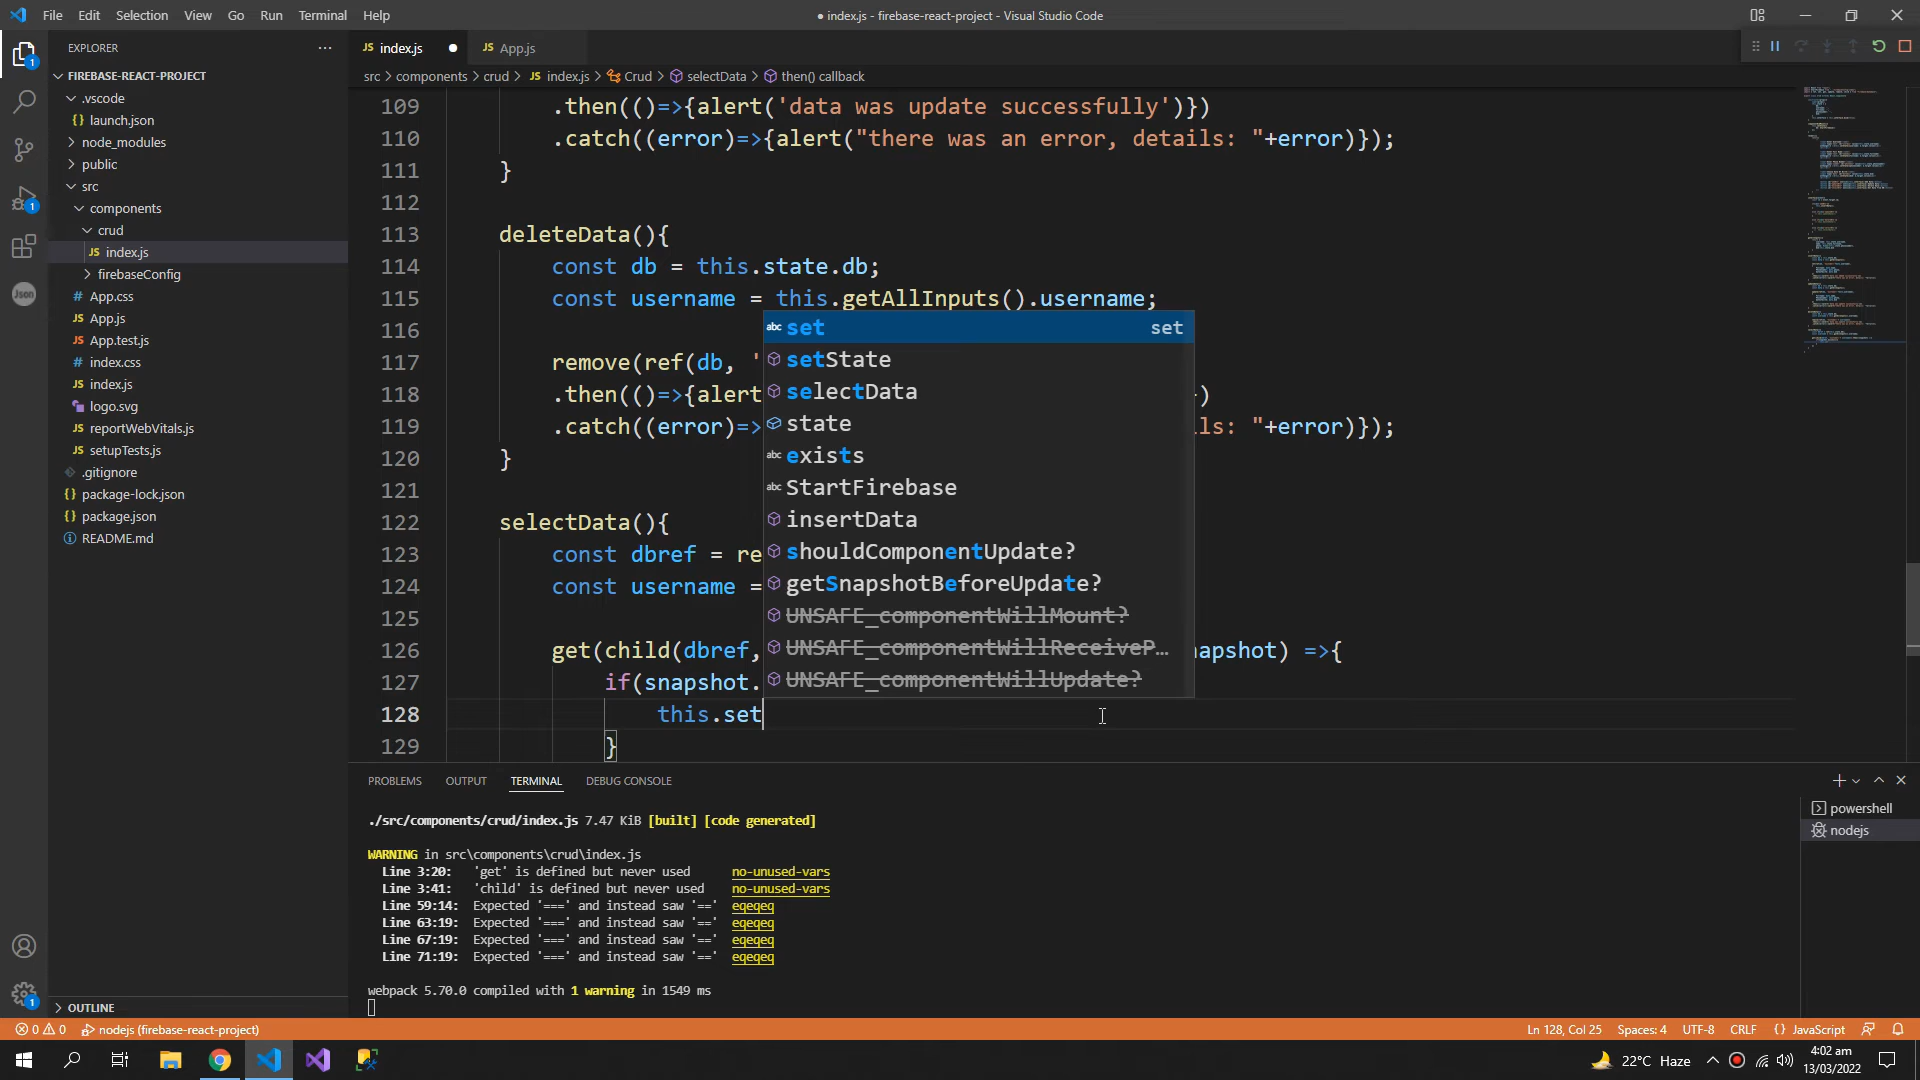 File Edit Selection View Go Run Terminal Help
● index.js - firebase-react-project - Visual Studio Code
EXPLORER
FIREBASE-REACT-PROJECT
.vscode
launch.json
node_modules
public
src
components
crud
index.js
firebaseConfig
App.css
App.js
App.test.js
index.css
index.js
logo.svg
reportWebVitals.js
setupTests.js
.gitignore
package-lock.json
package.json
README.md
OUTLINE
JS index.js ● JS App.js
src > components > crud > JS index.js > Crud > selectData > then() callback
109 .then(()=>{alert('data was update successfully')})
110 .catch((error)=>{alert("there was an error, details: "+error)});
111 }
112
113 deleteData(){
114 const db = this.state.db;
115 const username = this.getAllInputs().username;
116
117 remove(ref(db, '
118 .then(()=>{alert })
119 .catch((error)=> ls: "+error)});
120 }
121
122 selectData(){
123 const dbref = re
124 const username =
125
126 get(child(dbref, apshot) =>{
127 if(snapshot.
128 this.set
129 }
set set
setState
selectData
state
exists
StartFirebase
insertData
shouldComponentUpdate?
getSnapshotBeforeUpdate?
UNSAFE_componentWillMount?
UNSAFE_componentWillReceiveP…
UNSAFE_componentWillUpdate?
PROBLEMS OUTPUT TERMINAL DEBUG CONSOLE
powershell
nodejs
./src/components/crud/index.js 7.47 KiB [built] [code generated]
WARNING in src\components\crud\index.js
Line 3:20: 'get' is defined but never used no-unused-vars
Line 3:41: 'child' is defined but never used no-unused-vars
Line 59:14: Expected '===' and instead saw '==' eqeqeq
Line 63:19: Expected '===' and instead saw '==' eqeqeq
Line 67:19: Expected '===' and instead saw '==' eqeqeq
Line 71:19: Expected '===' and instead saw '==' eqeqeq
webpack 5.70.0 compiled with 1 warning in 1549 ms
0 0 nodejs (firebase-react-project)
Ln 128, Col 25 Spaces: 4 UTF-8 CRLF {} JavaScript
22°C Haze
4:02 am
13/03/2022